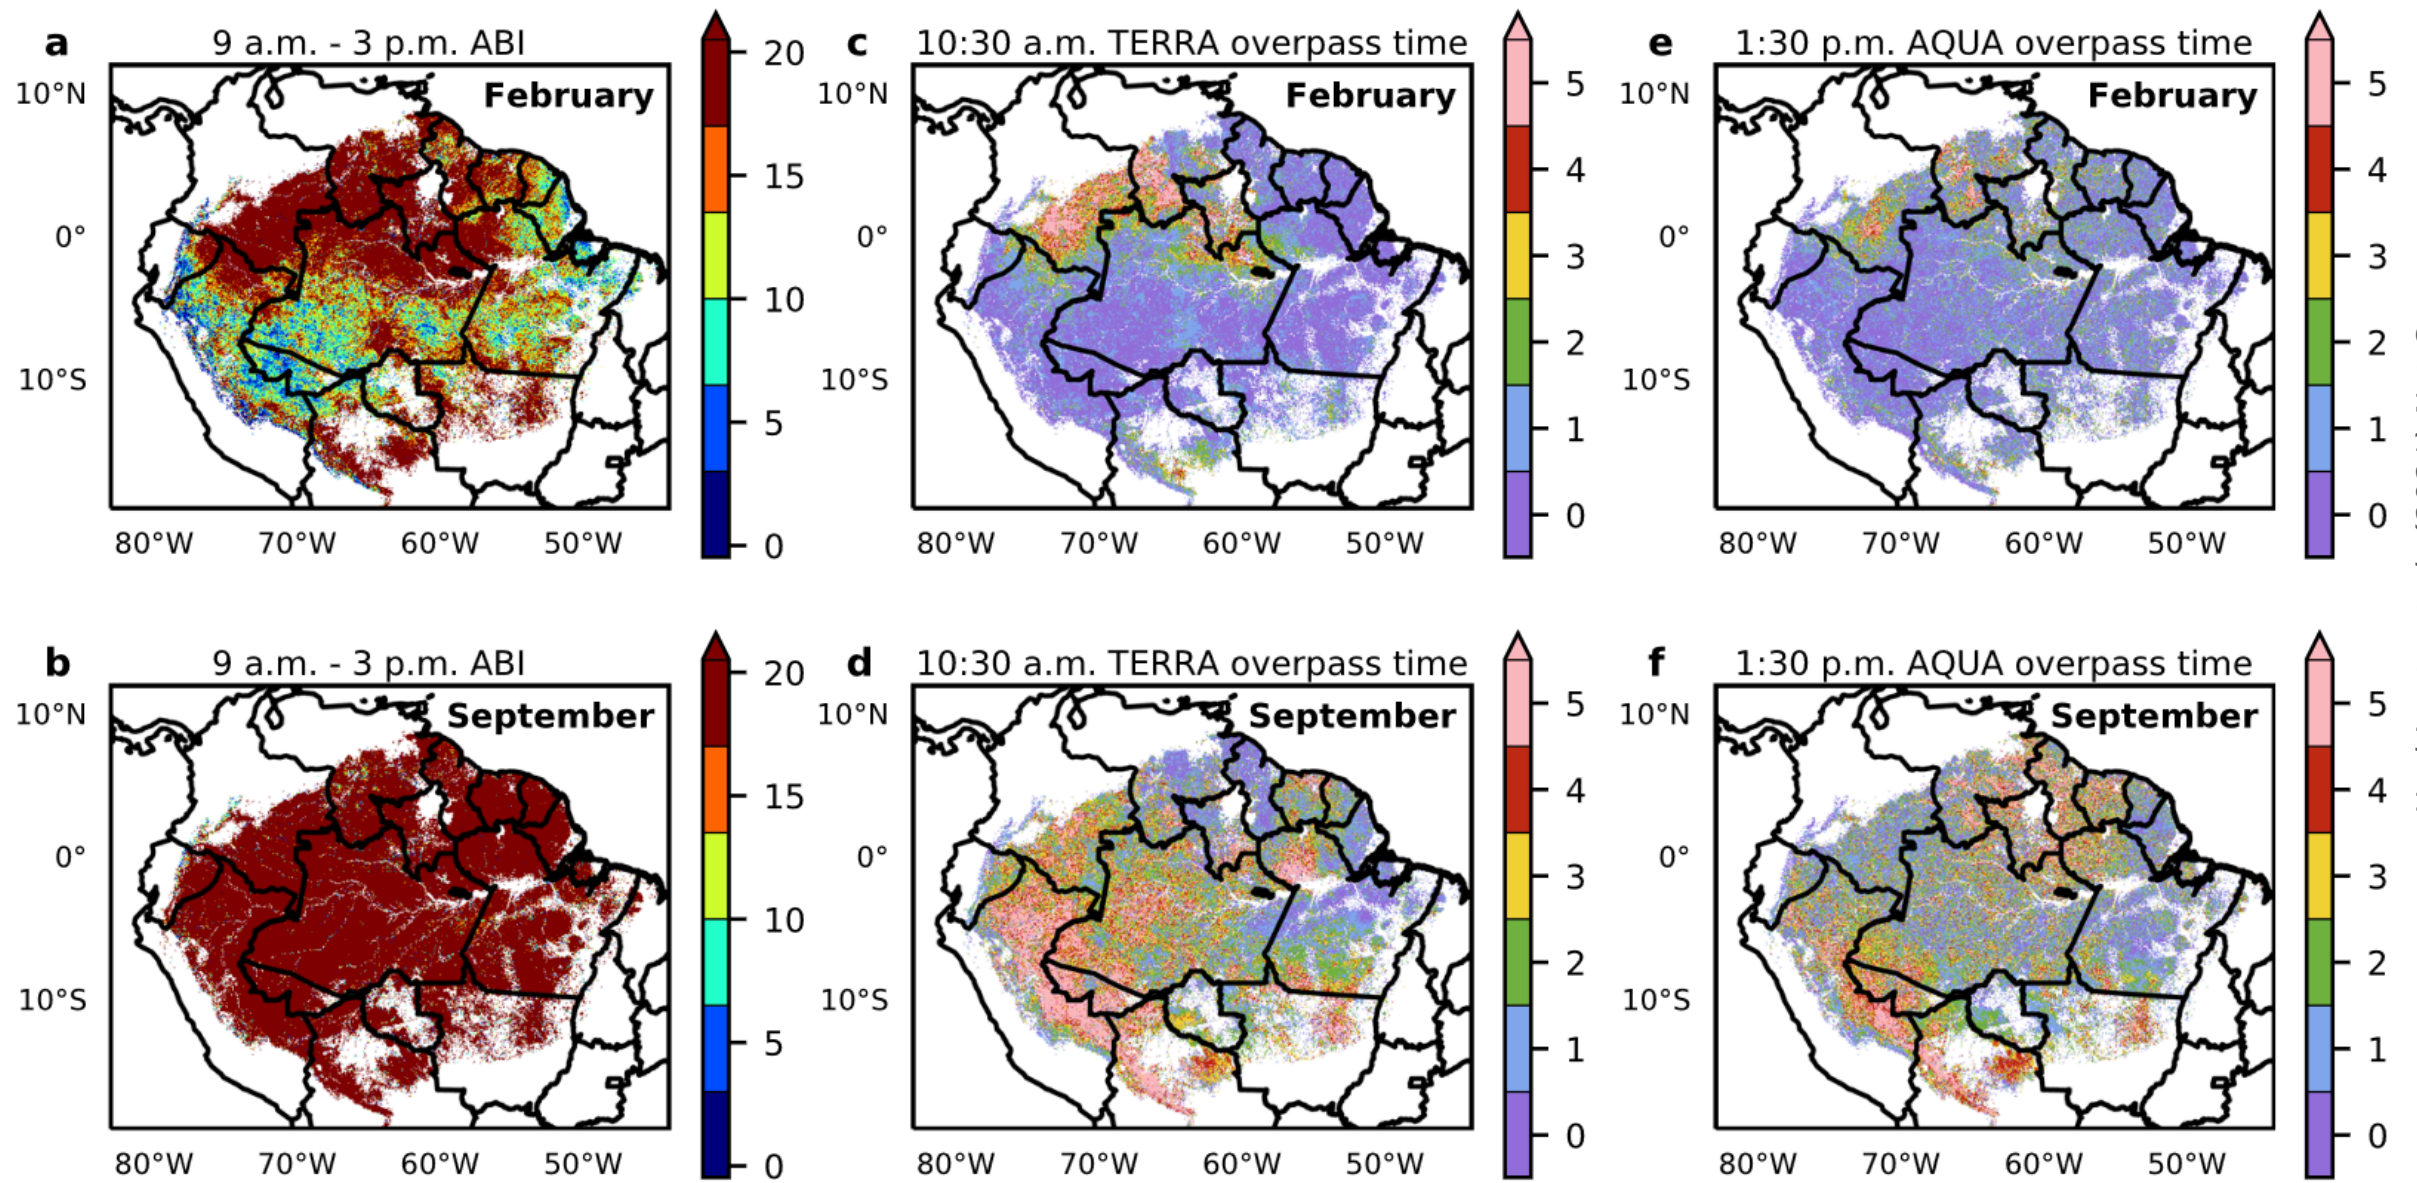 a 9 a.m. - 3 p.m. ABI
February
10°N
0°
10°S
80°W 70°W 60°W 50°W
20
15
10
5
0
c 10:30 a.m. TERRA overpass time
February
10°N
0°
10°S
80°W 70°W 60°W 50°W
5
4
3
2
1
0
e 1:30 p.m. AQUA overpass time
February
10°N
0°
10°S
80°W 70°W 60°W 50°W
5
4
3
2
1
0
b 9 a.m. - 3 p.m. ABI
September
10°N
0°
10°S
80°W 70°W 60°W 50°W
20
15
10
5
0
d 10:30 a.m. TERRA overpass time
September
10°N
0°
10°S
80°W 70°W 60°W 50°W
5
4
3
2
1
0
f 1:30 p.m. AQUA overpass time
September
10°N
0°
10°S
80°W 70°W 60°W 50°W
5
4
3
2
1
0